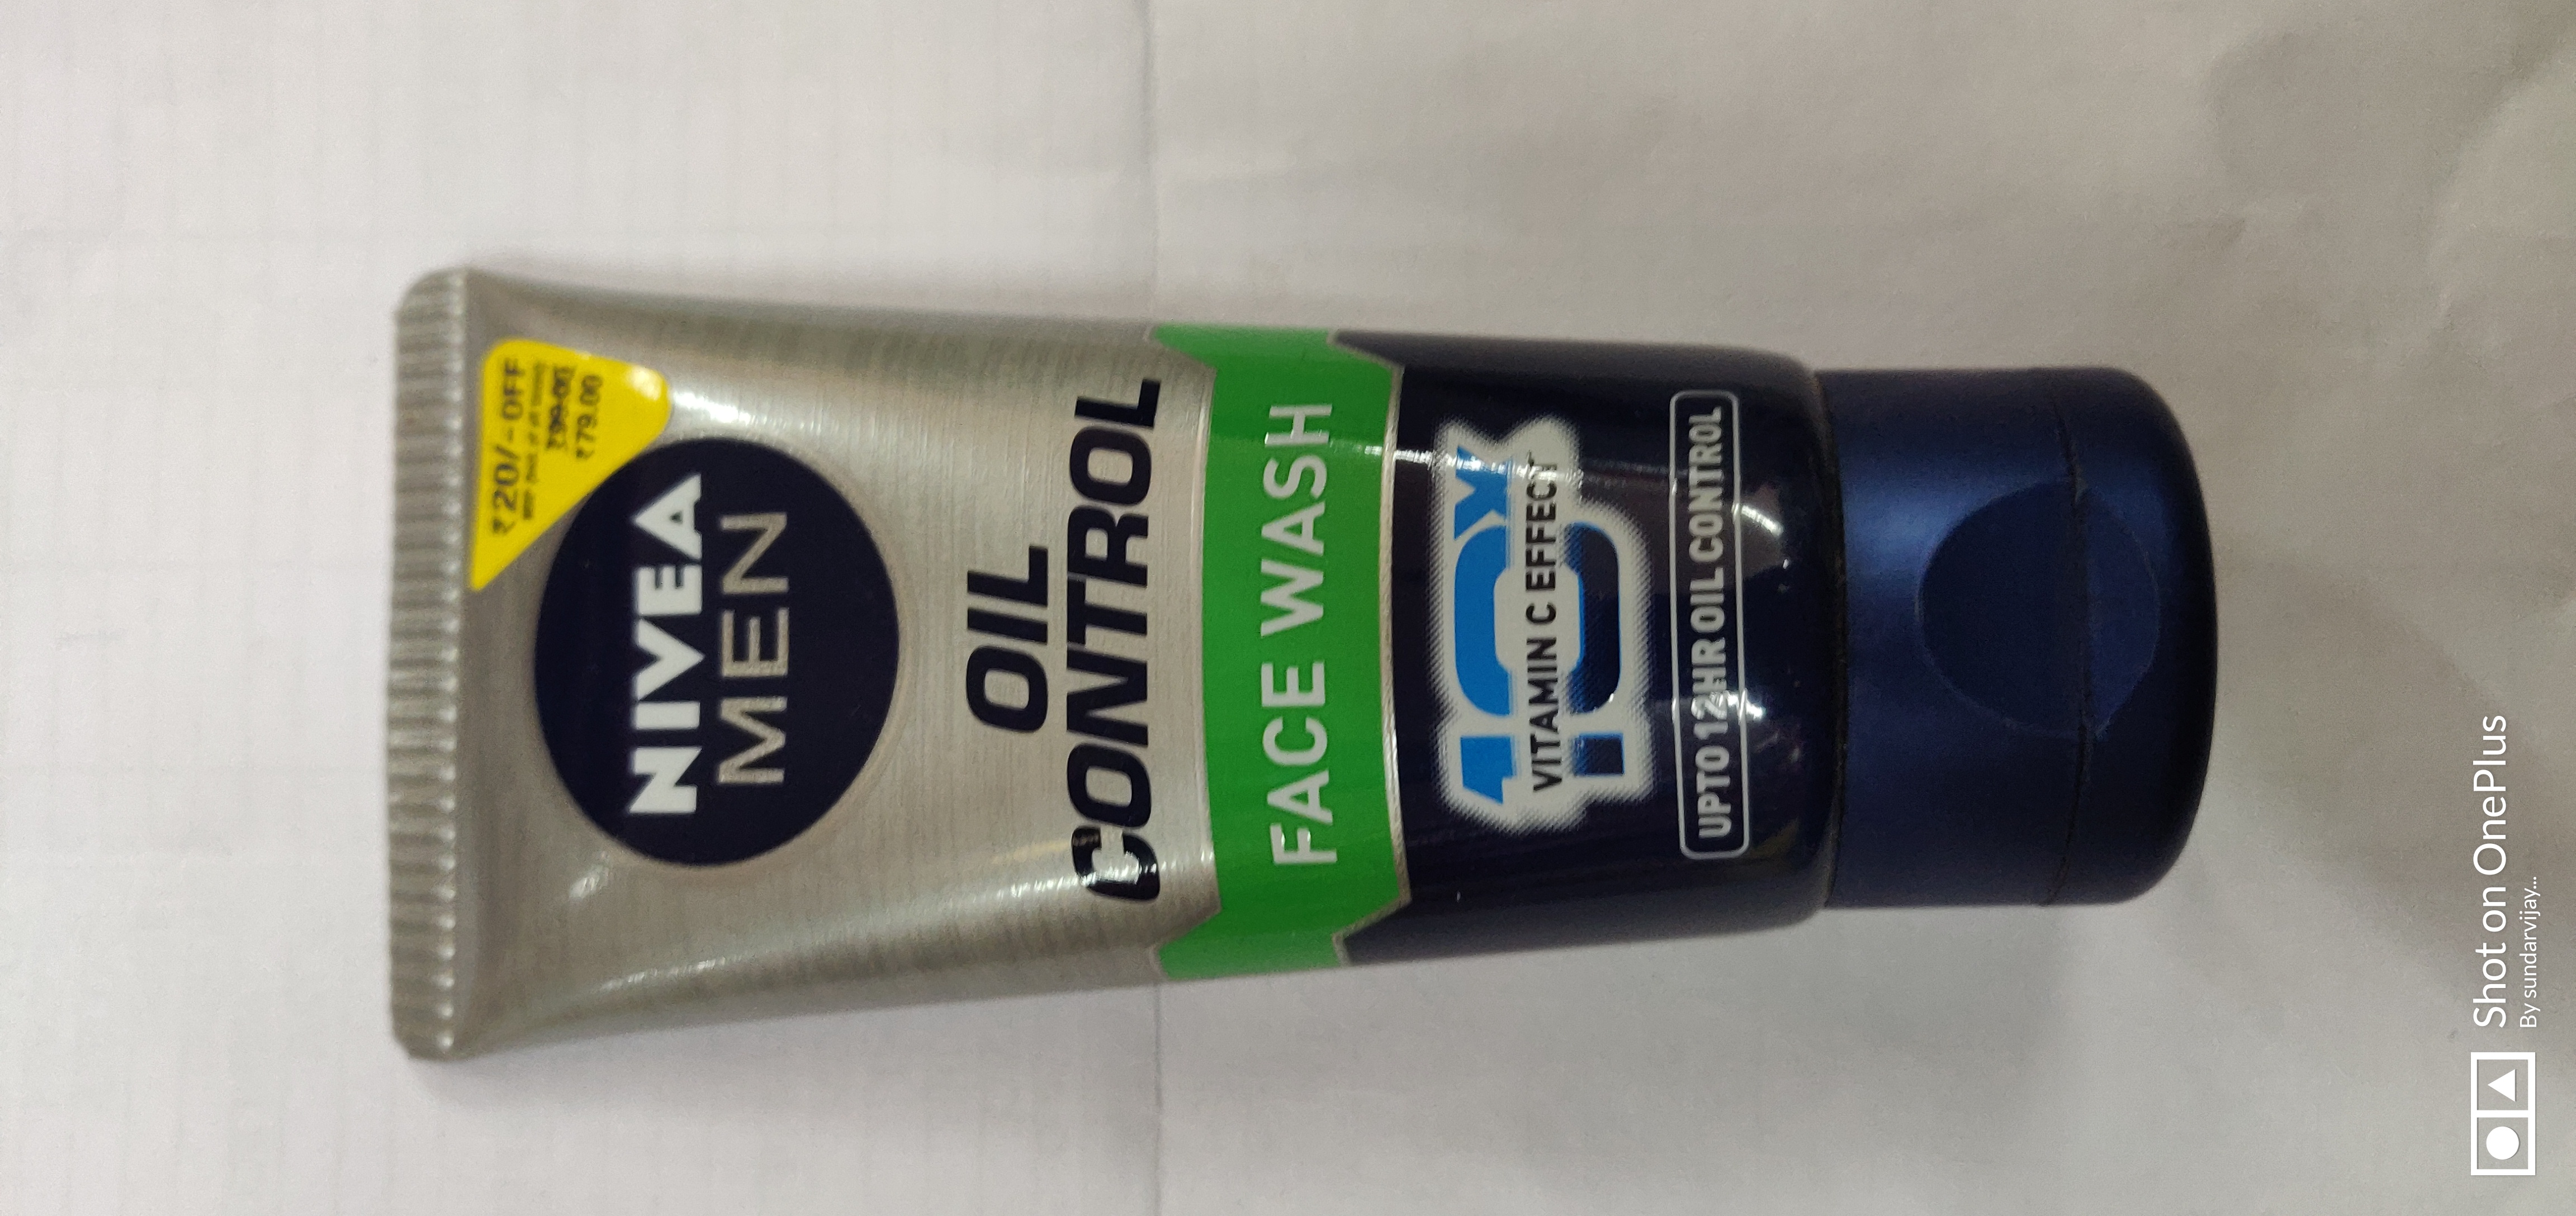 ₹20/- OFF
₹99.00
₹79.00
NIVEA
MEN
OIL
CONTROL
FACE WASH
10X
VITAMIN C EFFECT
UPTO 12HR OIL CONTROL
Shot on OnePlus
By sundarvijay...